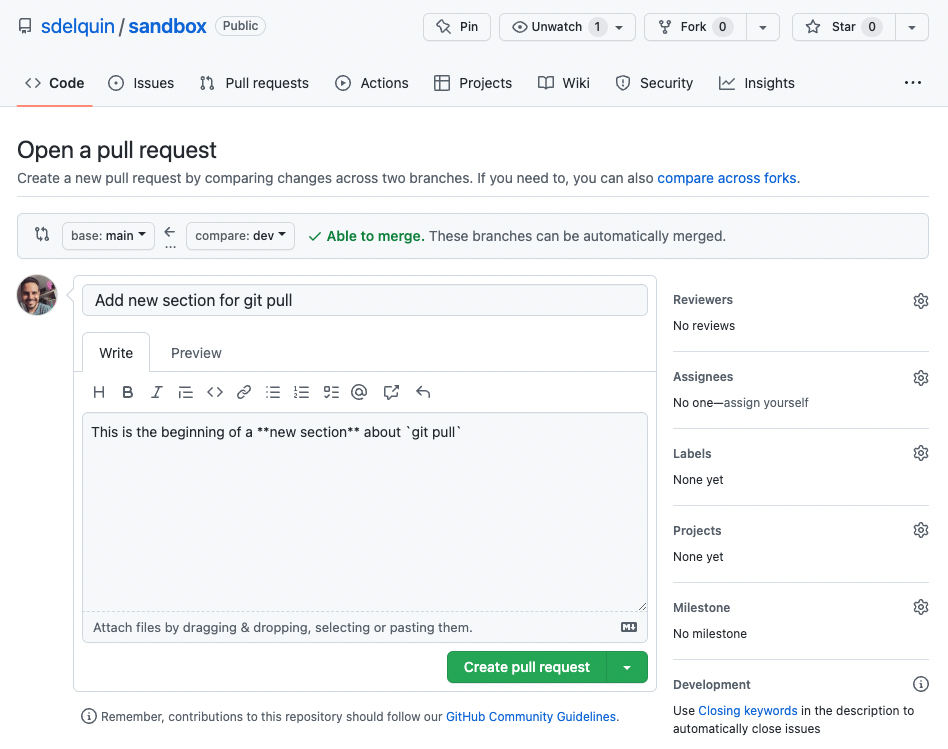 sdelquin / sandbox Public Pin Unwatch 1 Fork 0 Star 0
Code Issues Pull requests Actions Projects Wiki Security Insights ...
Open a pull request
Create a new pull request by comparing changes across two branches. If you need to, you can also compare across forks.
base: main ... compare: dev Able to merge. These branches can be automatically merged.
Add new section for git pull
Write Preview
This is the beginning of a **new section** about `git pull`
Attach files by dragging & dropping, selecting or pasting them.
Create pull request
Remember, contributions to this repository should follow our GitHub Community Guidelines.
Reviewers
No reviews
Assignees
No one—assign yourself
Labels
None yet
Projects
None yet
Milestone
No milestone
Development
Use Closing keywords in the description to
automatically close issues